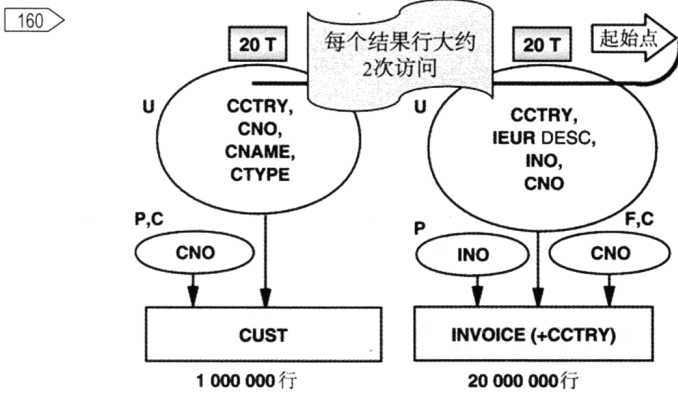 160
20 T
每个结果行大约
2次访问
20 T
起始点
U
CCTRY,
CNO,
CNAME,
CTYPE
U
CCTRY,
IEUR DESC,
INO,
CNO
P,C
CNO
P
INO
F,C
CNO
CUST
INVOICE (+CCTRY)
1 000 000行
20 000 000行